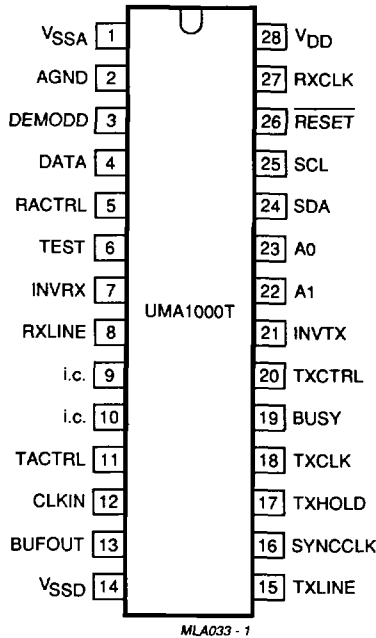 VSSA 1 28 VDD
AGND 2 27 RXCLK
DEMODD 3 26 RESET
DATA 4 25 SCL
RACTRL 5 24 SDA
TEST 6 23 A0
INVRX 7 22 A1
UMA1000T
RXLINE 8 21 INVTX
i.c. 9 20 TXCTRL
i.c. 10 19 BUSY
TACTRL 11 18 TXCLK
CLKIN 12 17 TXHOLD
BUFOUT 13 16 SYNCCLK
VSSD 14 15 TXLINE
MLA033 - 1